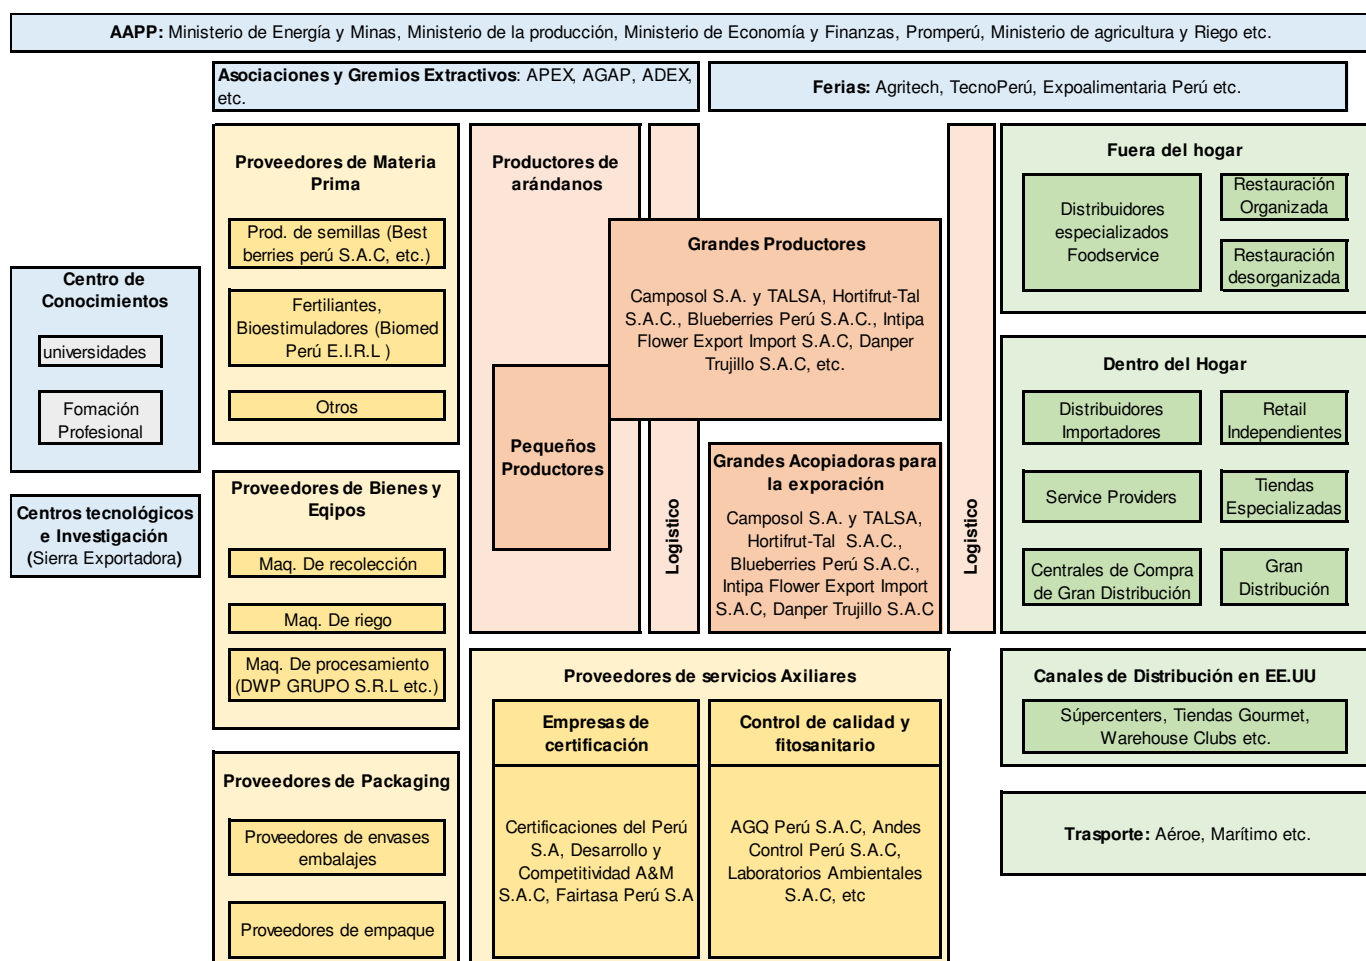 AAPP: Ministerio de Energía y Minas, Ministerio de la producción, Ministerio de Economía y Finanzas, Promperú, Ministerio de agricultura y Riego etc.
Asociaciones y Gremios Extractivos: APEX, AGAP, ADEX,
etc.
Ferias: Agritech, TecnoPerú, Expoalimentaria Perú etc.
Centro de
Conocimientos
universidades
Fomación
Profesional
Centros tecnológicos
e Investigación
(Sierra Exportadora)
Proveedores de Materia
Prima
Prod. de semillas (Best
berries perú S.A.C, etc.)
Fertiliantes,
Bioestimuladores (Biomed
Perú E.I.R.L )
Otros
Proveedores de Bienes y
Eqipos
Maq. De recolección
Maq. De riego
Maq. De procesamiento
(DWP GRUPO S.R.L etc.)
Proveedores de Packaging
Proveedores de envases
embalajes
Proveedores de empaque
Productores de
arándanos
Pequeños
Productores
Logistico
Grandes Productores
Camposol S.A. y TALSA, Hortifrut-Tal
S.A.C., Blueberries Perú S.A.C., Intipa
Flower Export Import S.A.C, Danper
Trujillo S.A.C, etc.
Grandes Acopiadoras para
la exporación
Camposol S.A. y TALSA,
Hortifrut-Tal S.A.C.,
Blueberries Perú S.A.C.,
Intipa Flower Export Import
S.A.C, Danper Trujillo S.A.C
Logistico
Proveedores de servicios Axiliares
Empresas de
certificación
Certificaciones del Perú
S.A, Desarrollo y
Competitividad A&M
S.A.C, Fairtasa Perú S.A
Control de calidad y
fitosanitario
AGQ Perú S.A.C, Andes
Control Perú S.A.C,
Laboratorios Ambientales
S.A.C, etc
Fuera del hogar
Distribuidores
especializados
Foodservice
Restauración
Organizada
Restauración
desorganizada
Dentro del Hogar
Distribuidores
Importadores
Retail
Independientes
Service Providers
Tiendas
Especializadas
Centrales de Compra
de Gran Distribución
Gran
Distribución
Canales de Distribución en EE.UU
Súpercenters, Tiendas Gourmet,
Warehouse Clubs etc.
Trasporte: Aéroe, Marítimo etc.